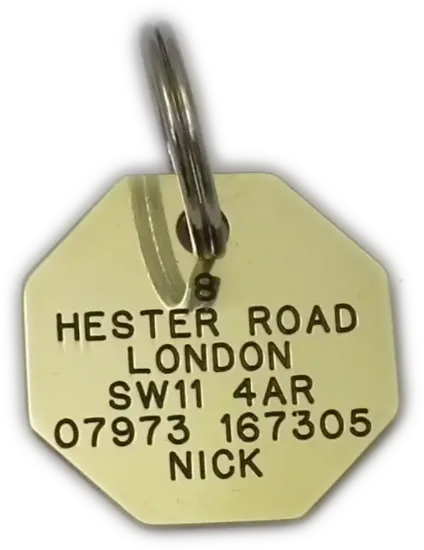 8
HESTER ROAD
LONDON
SW11 4AR
07973 167305
NICK